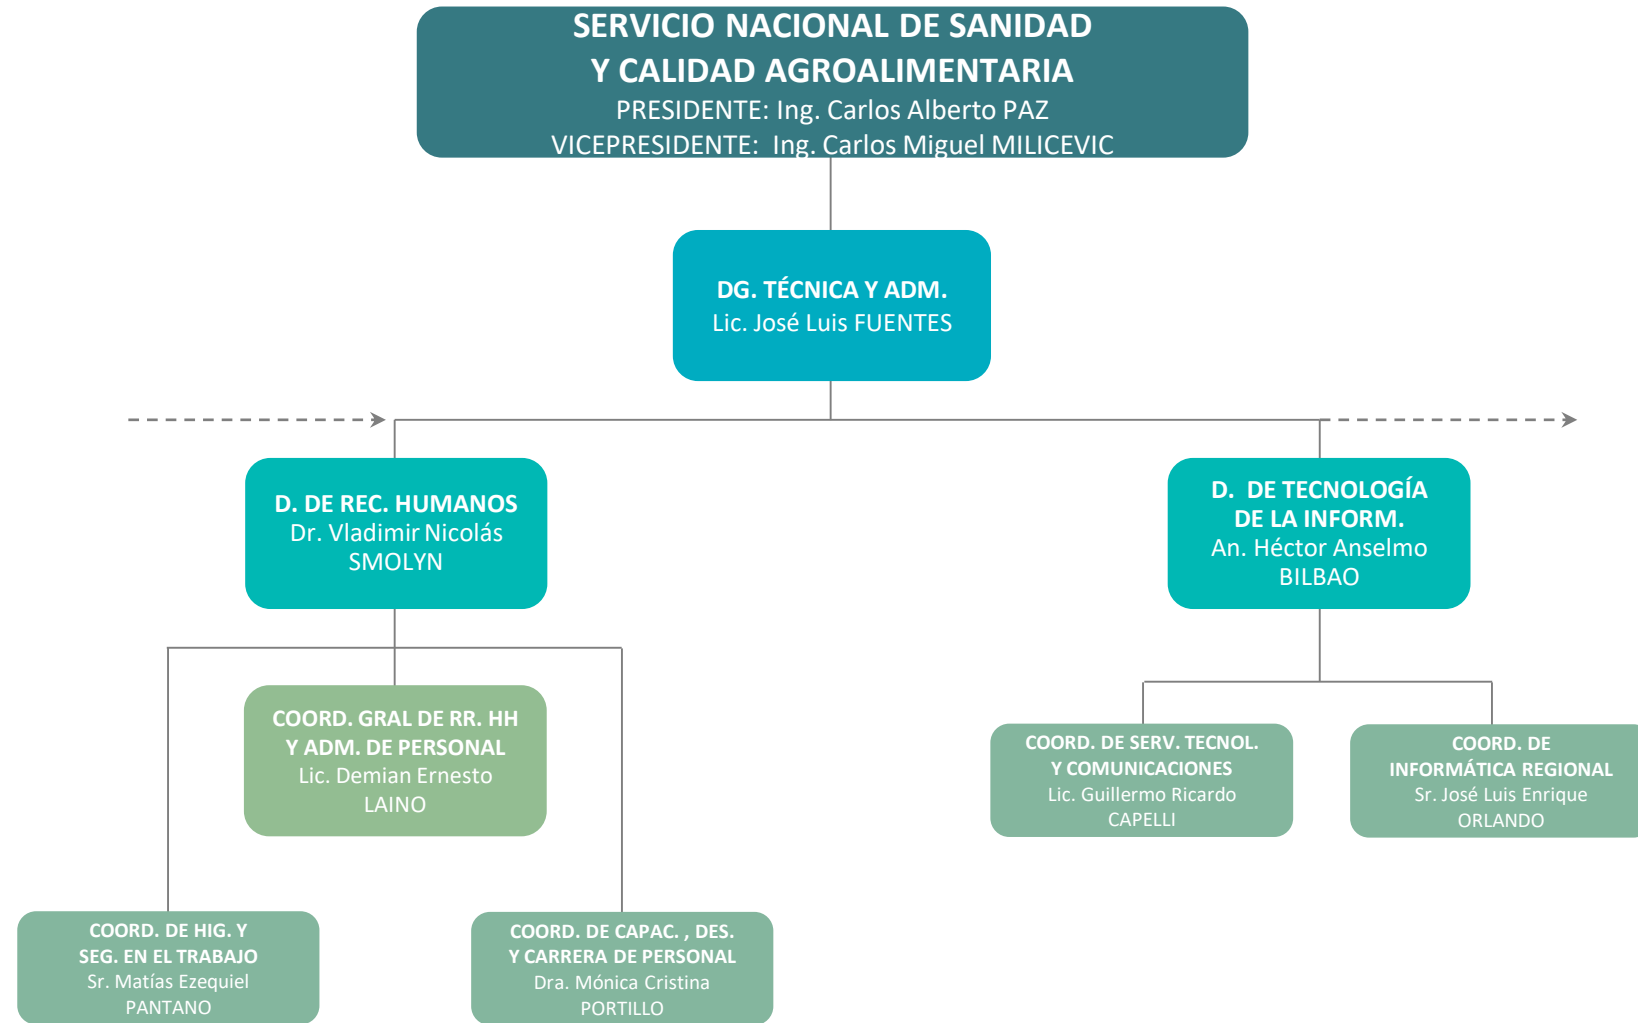 SERVICIO NACIONAL DE SANIDAD
Y CALIDAD AGROALIMENTARIA
PRESIDENTE: Ing. Carlos Alberto PAZ
VICEPRESIDENTE: Ing. Carlos Miguel MILICEVIC
DG. TÉCNICA Y ADM.
Lic. José Luis FUENTES
D. DE REC. HUMANOS
Dr. Vladimir Nicolás
SMOLYN
D. DE TECNOLOGÍA
DE LA INFORM.
An. Héctor Anselmo
BILBAO
COORD. GRAL DE RR. HH
Y ADM. DE PERSONAL
Lic. Demian Ernesto
LAINO
COORD. DE SERV. TECNOL.
Y COMUNICACIONES
Lic. Guillermo Ricardo
CAPELLI
COORD. DE
INFORMÁTICA REGIONAL
Sr. José Luis Enrique
ORLANDO
COORD. DE HIG. Y
SEG. EN EL TRABAJO
Sr. Matías Ezequiel
PANTANO
COORD. DE CAPAC. , DES.
Y CARRERA DE PERSONAL
Dra. Mónica Cristina
PORTILLO